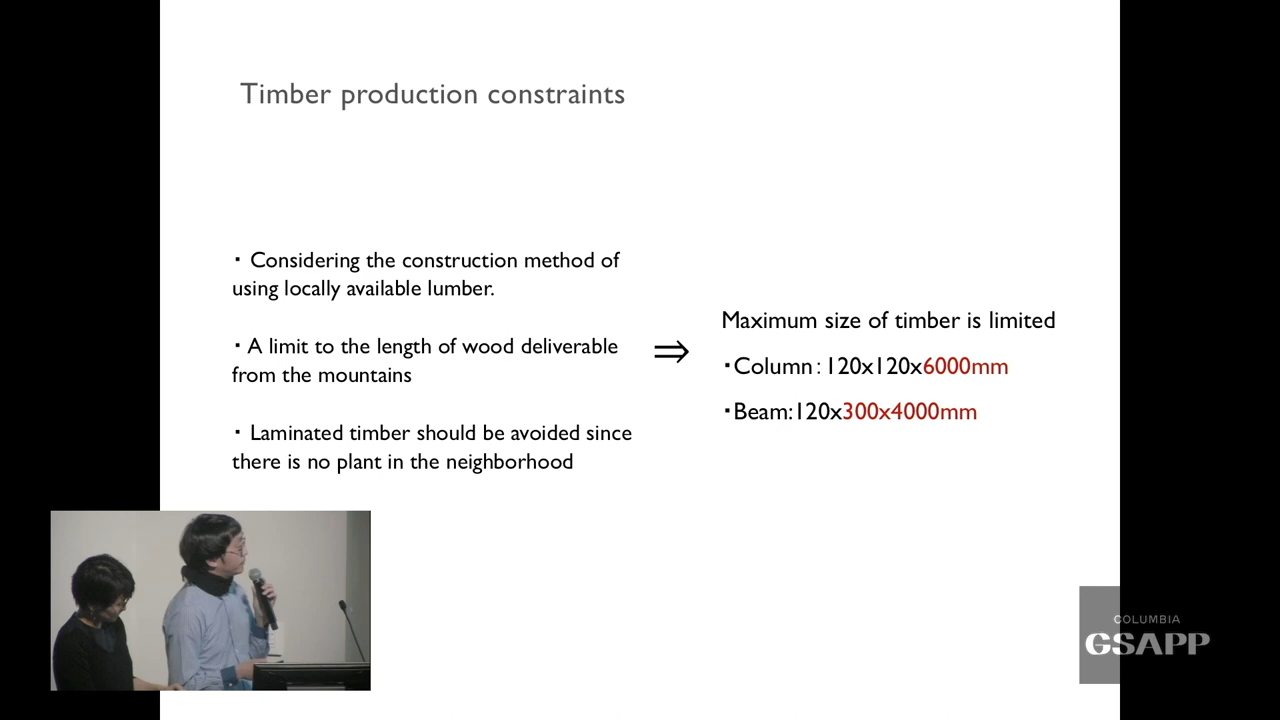 Timber production constraints
・Considering the construction method of
using locally available lumber.
・A limit to the length of wood deliverable
from the mountains
・Laminated timber should be avoided since
there is no plant in the neighborhood
⇒
Maximum size of timber is limited
・Column：120x120x6000mm
・Beam:120x300x4000mm
COLUMBIA
GSAPP